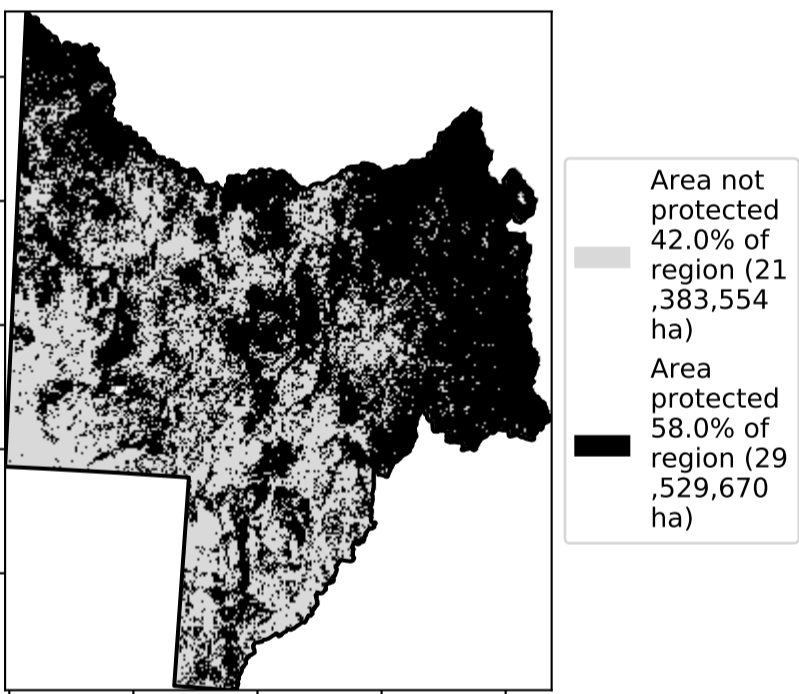 Area not
protected
42.0% of
region (21
,383,554
ha)
Area
protected
58.0% of
region (29
,529,670
ha)